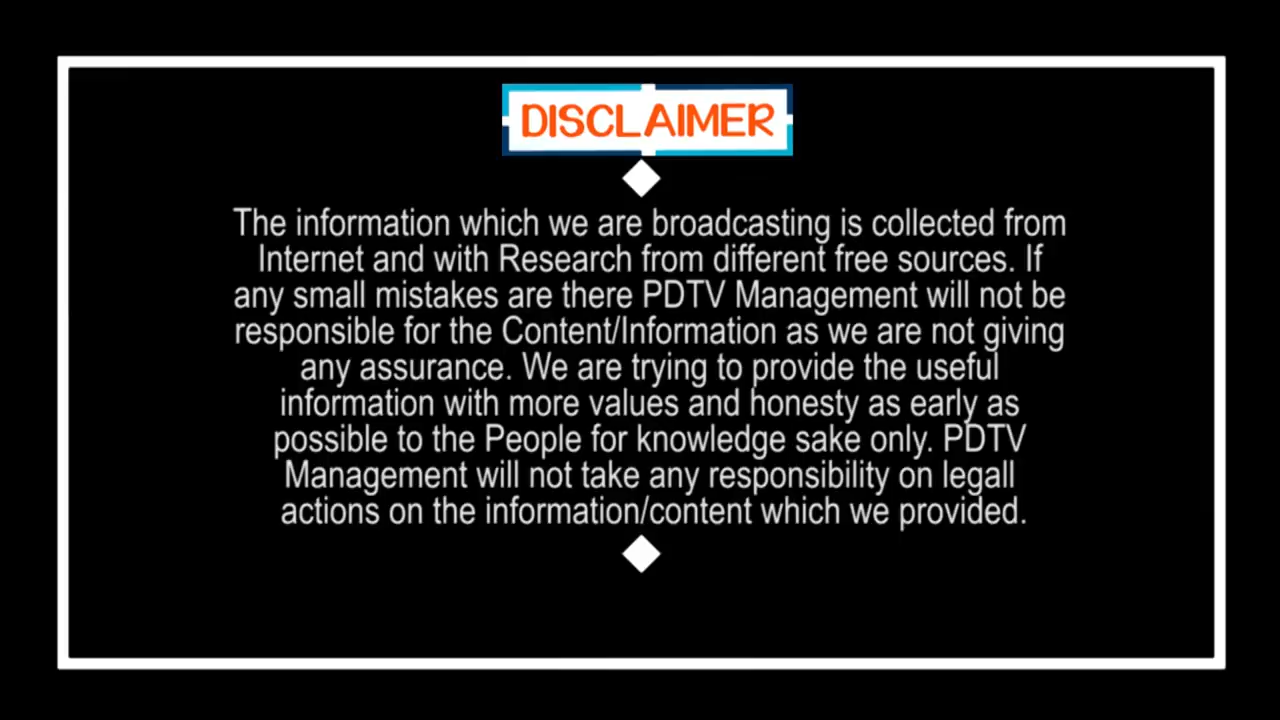 DISCLAIMER
The information which we are broadcasting is collected from
Internet and with Research from different free sources. If
any small mistakes are there PDTV Management will not be
responsible for the Content/Information as we are not giving
any assurance. We are trying to provide the useful
information with more values and honesty as early as
possible to the People for knowledge sake only. PDTV
Management will not take any responsibility on legall
actions on the information/content which we provided.